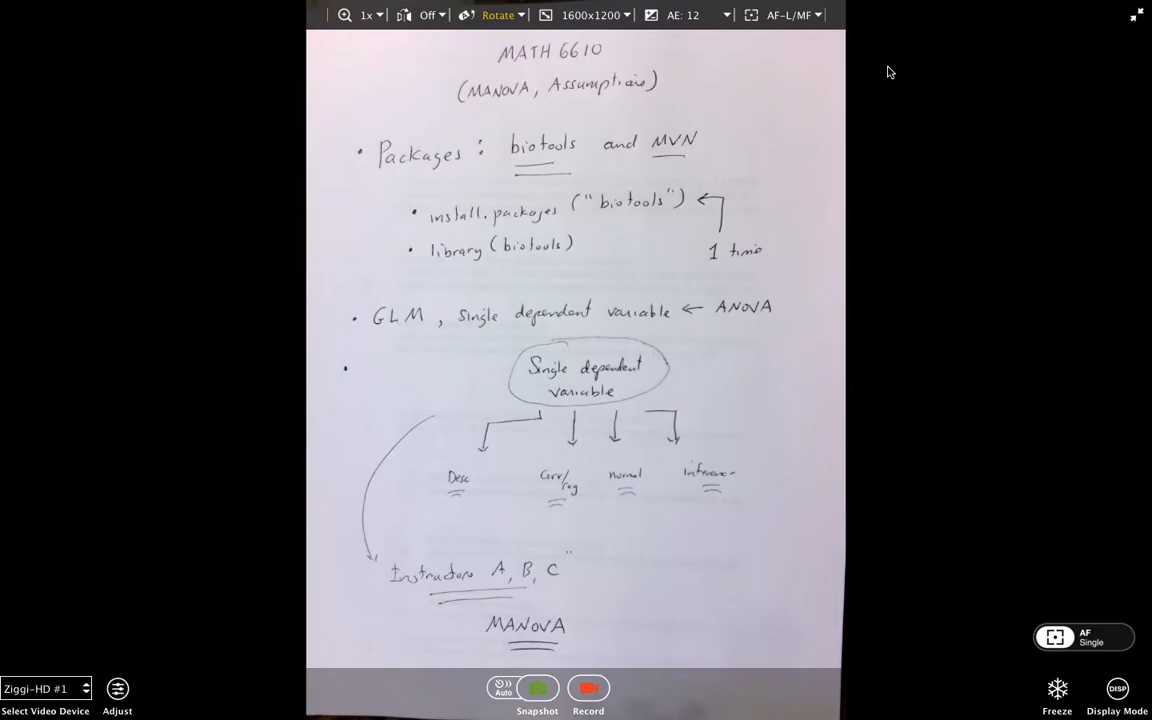 1x Off Rotate 1600x1200 AE: 12 AF-L/MF
MATH 6610
(MANOVA, Assumptions)
• Packages : biotools and MVN
• install.packages ("biotools")
• library(biotools)
1 time
• GLM, Single dependent variable ← ANOVA
•
Single dependent
variable
Desc Corr/ Normal
reg
Instructors A, B, C "
MANOVA
AF
Single
Ziggi-HD #1
Auto
Select Video Device Adjust Snapshot Record Freeze Display Mode
DISP